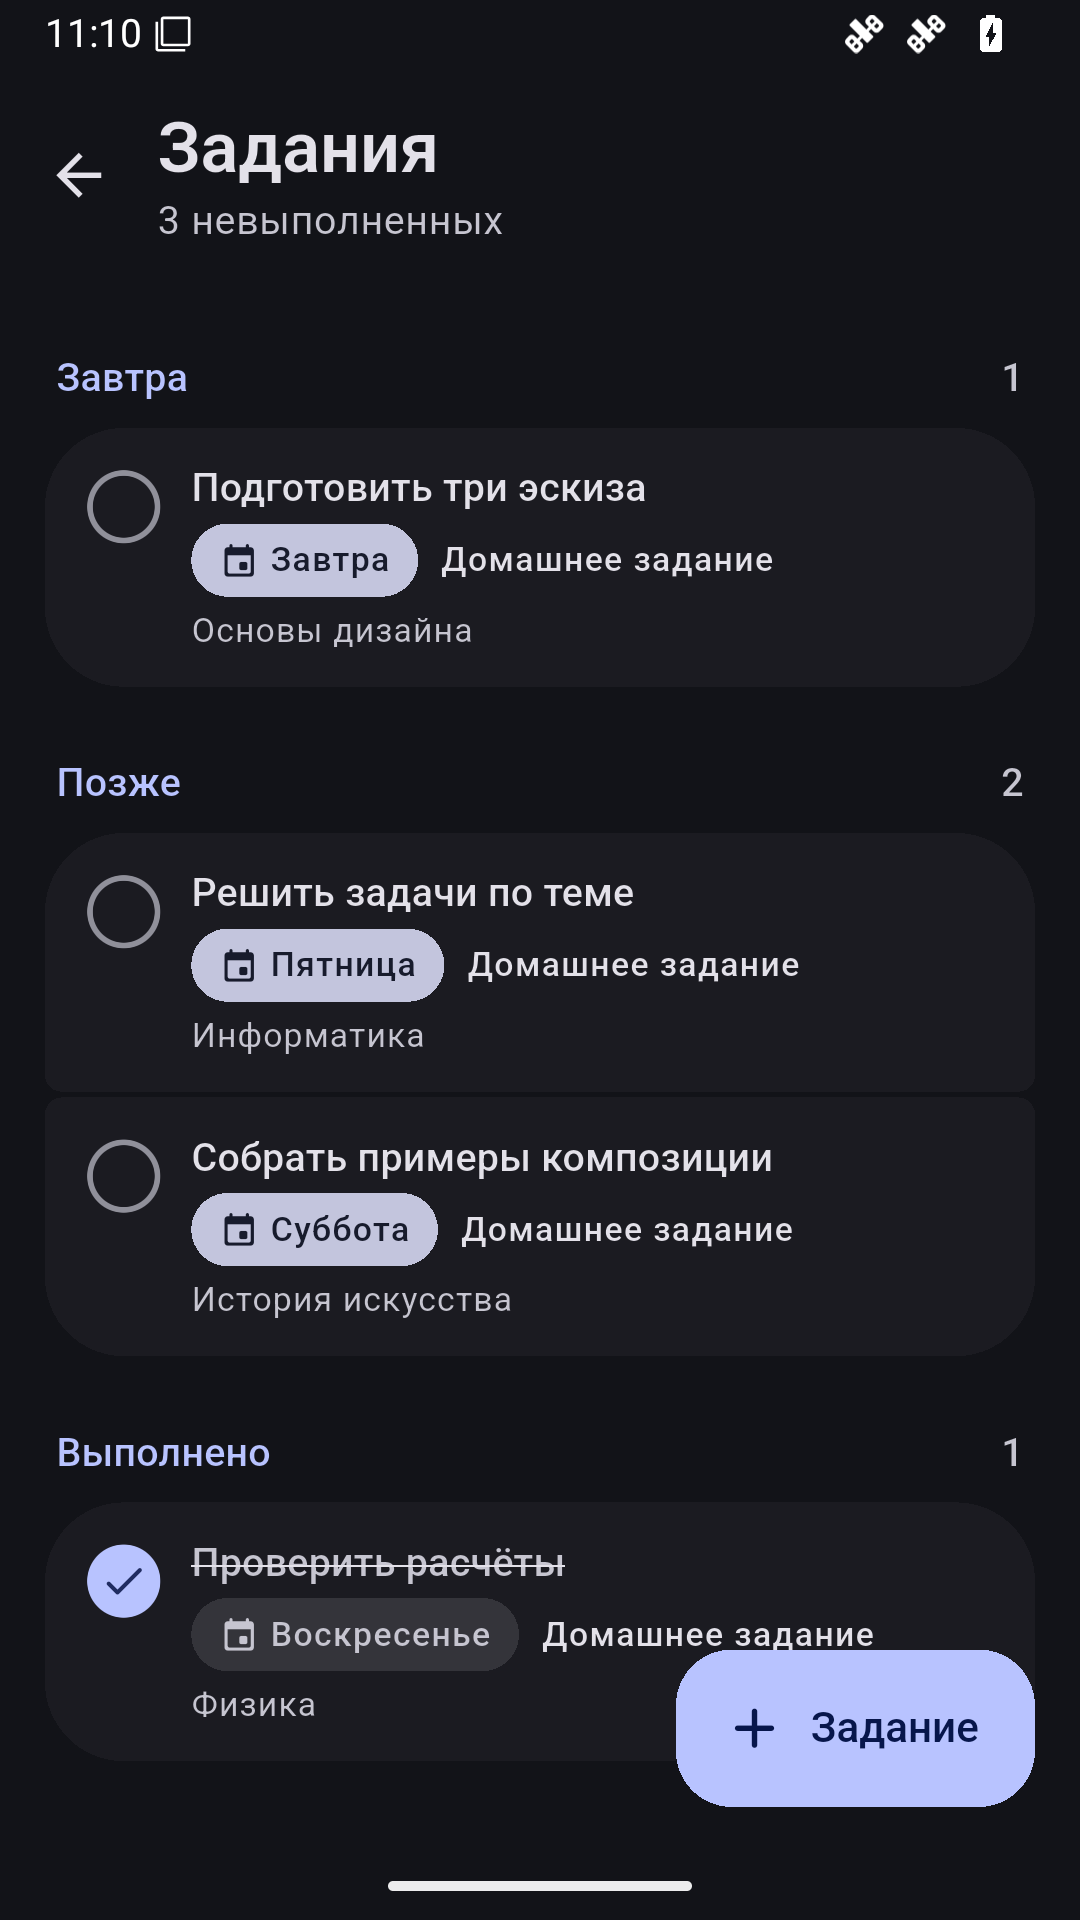 11:10
Задания
3 невыполненных
Завтра 1
Подготовить три эскиза
Завтра Домашнее задание
Основы дизайна
Позже 2
Решить задачи по теме
Пятница Домашнее задание
Информатика
Собрать примеры композиции
Суббота Домашнее задание
История искусства
Выполнено 1
Проверить расчёты
Воскресенье Домашнее задание
Физика
Задание